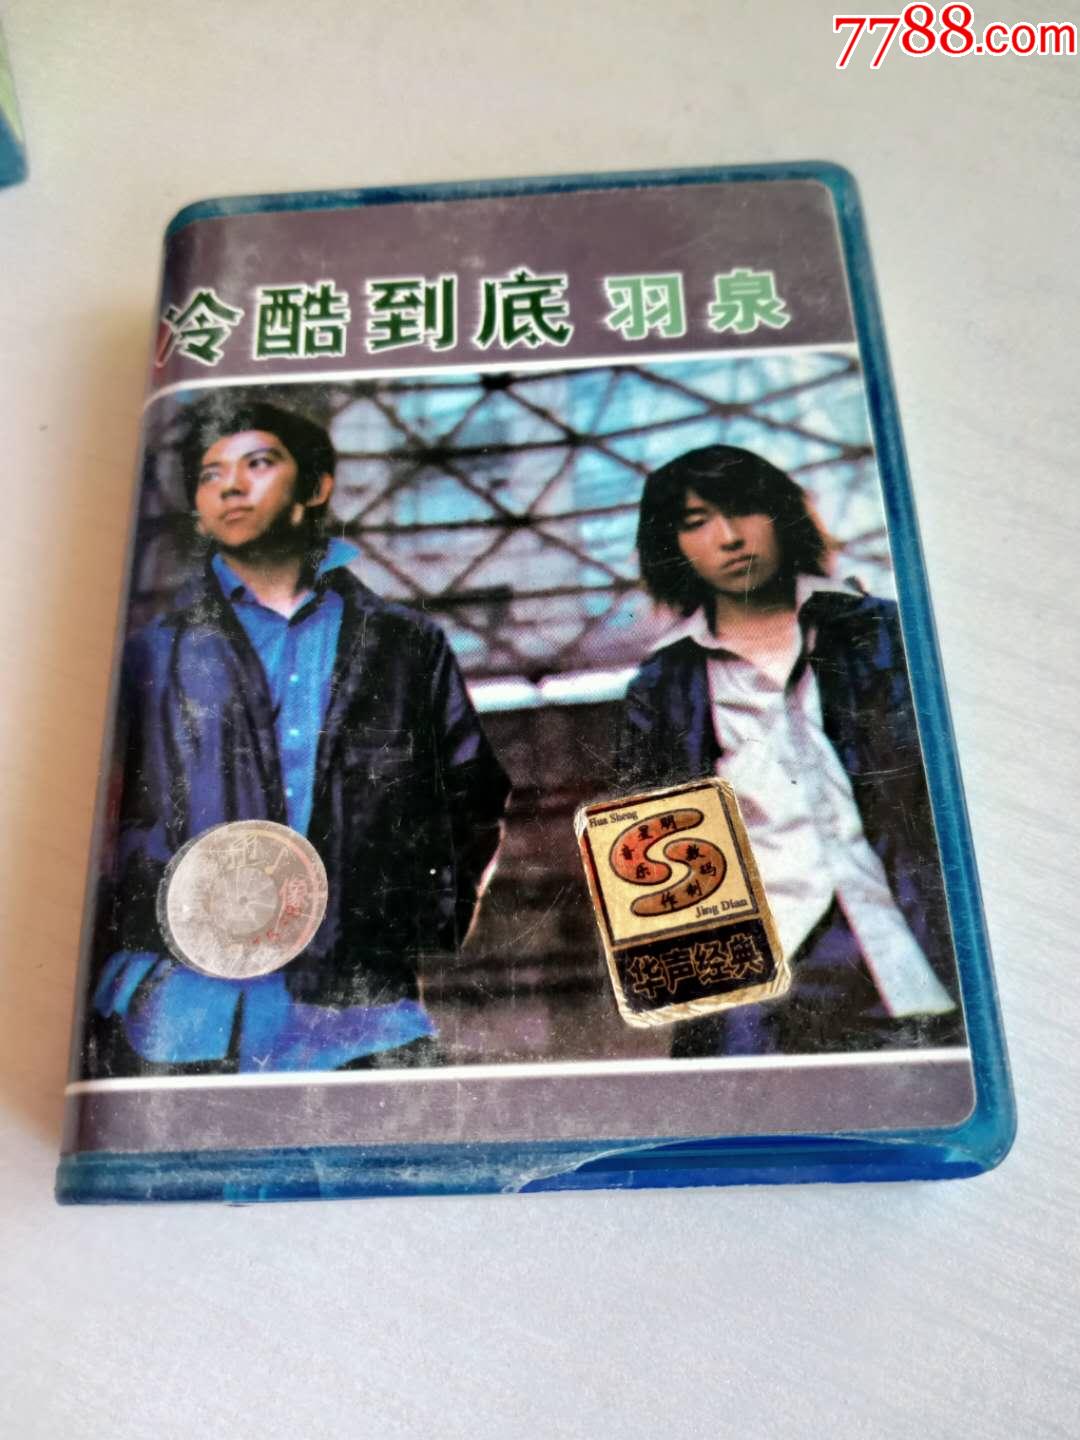 7788.com
冷酷到底 羽泉
Hua Sheng
明星
音乐
数码
制作
Jing Dian
华声经典
像